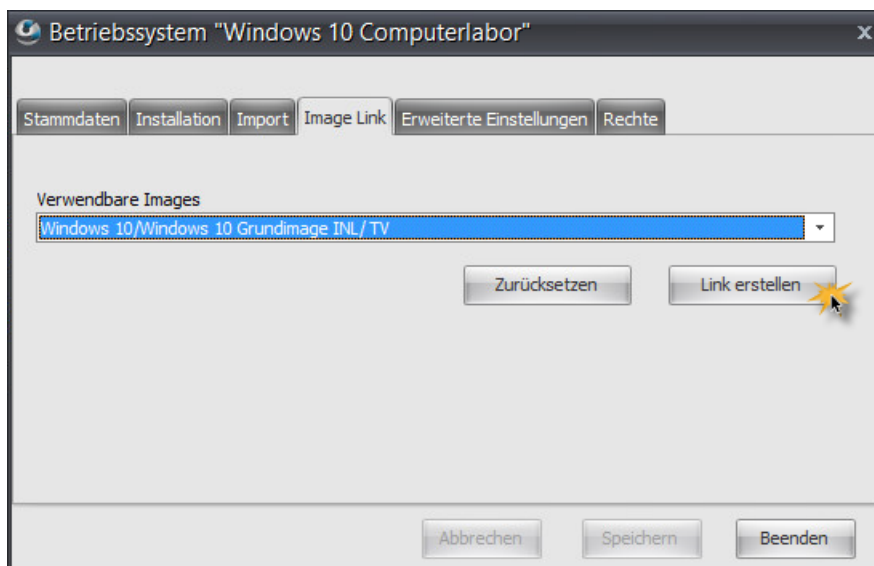 Betriebssystem "Windows 10 Computerlabor"
x
Stammdaten Installation Import Image Link Erweiterte Einstellungen Rechte
Verwendbare Images
Windows 10/Windows 10 Grundimage INL/TV
Zurücksetzen Link erstellen
Abbrechen Speichern Beenden